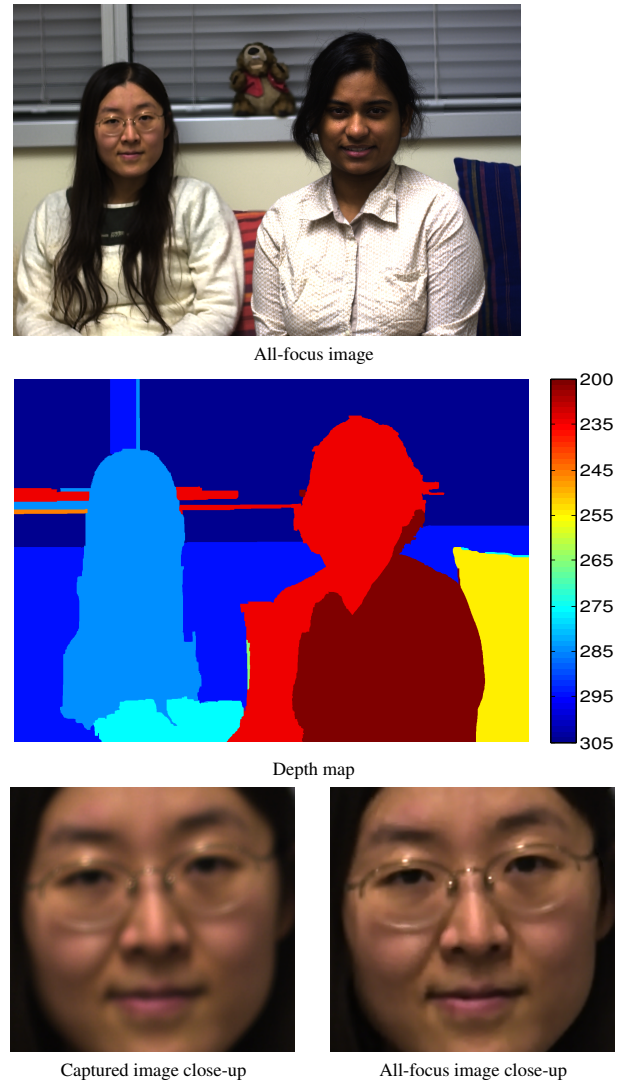 All-focus image
200
235
245
255
265
275
285
295
305
Depth map
Captured image close-up
All-focus image close-up